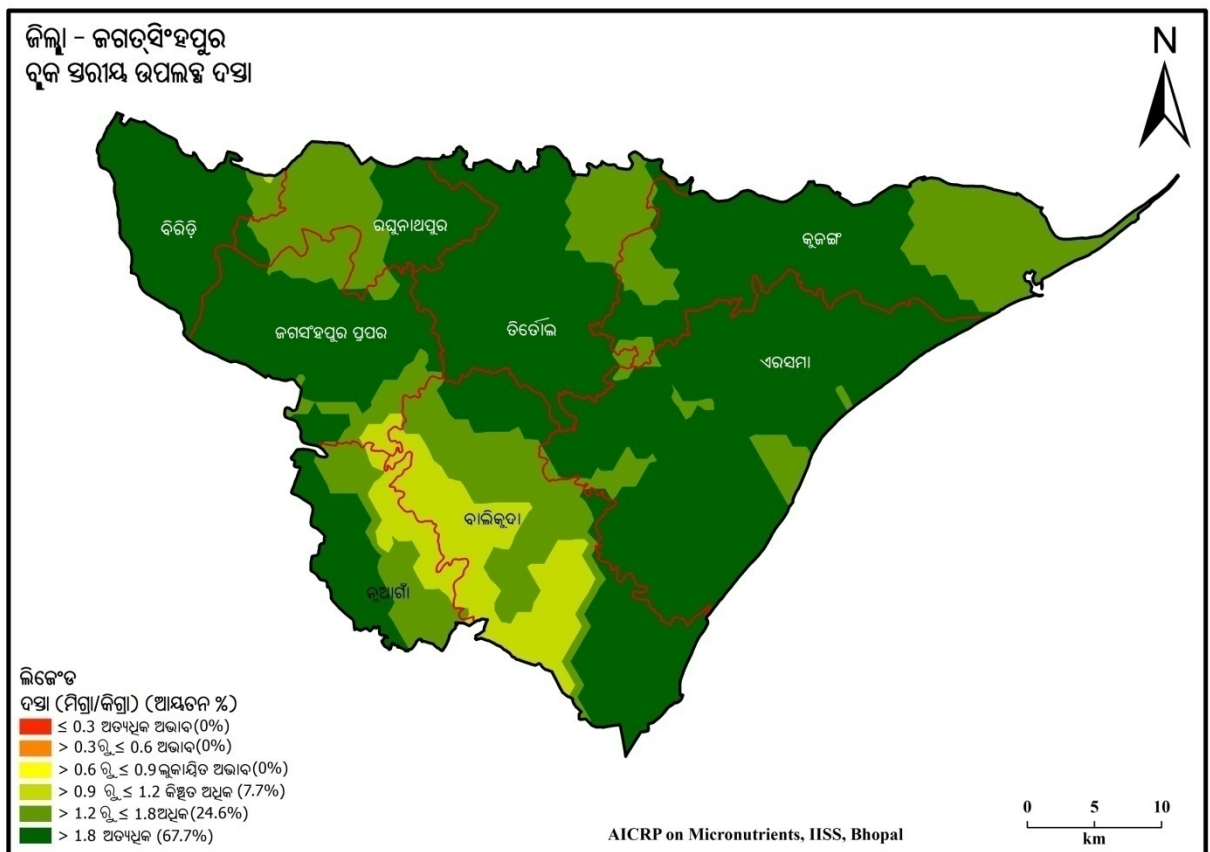 ଜିଲ୍ଲା - ଜଗତ୍‌ସିଂହପୁର
ବ୍ଲକ ସ୍ତରୀୟ ଉପଲବ୍ଧ ଦସ୍ତା
N
ବିରିଡ଼ି
ରଘୁନାଥପୁର
କୁଜଙ୍ଗ
ଜଗସଂହପୁର ପ୍ରପର
ତିର୍ତୋଲ
ଏରସମା
ବାଲିକୁଦା
ନୂଆଗାଁ
ଲିଜେଂଡ
ଦସ୍ତା (ମିଗ୍ରା/କିଗ୍ରା) (ଆୟତନ %)
≤ 0.3 ଅତ୍ୟଧିକ ଅଭାବ(0%)
> 0.3 ରୁ ≤ 0.6 ଅଭାବ(0%)
> 0.6 ରୁ ≤ 0.9 ଲୁକାୟିତ ଅଭାବ(0%)
> 0.9 ରୁ ≤ 1.2 କିଞ୍ଚିତ ଅଧିକ (7.7%)
> 1.2 ରୁ ≤ 1.8 ଅଧିକ (24.6%)
> 1.8 ଅତ୍ୟଧିକ (67.7%)
AICRP on Micronutrients, IISS, Bhopal
0 5 10
km